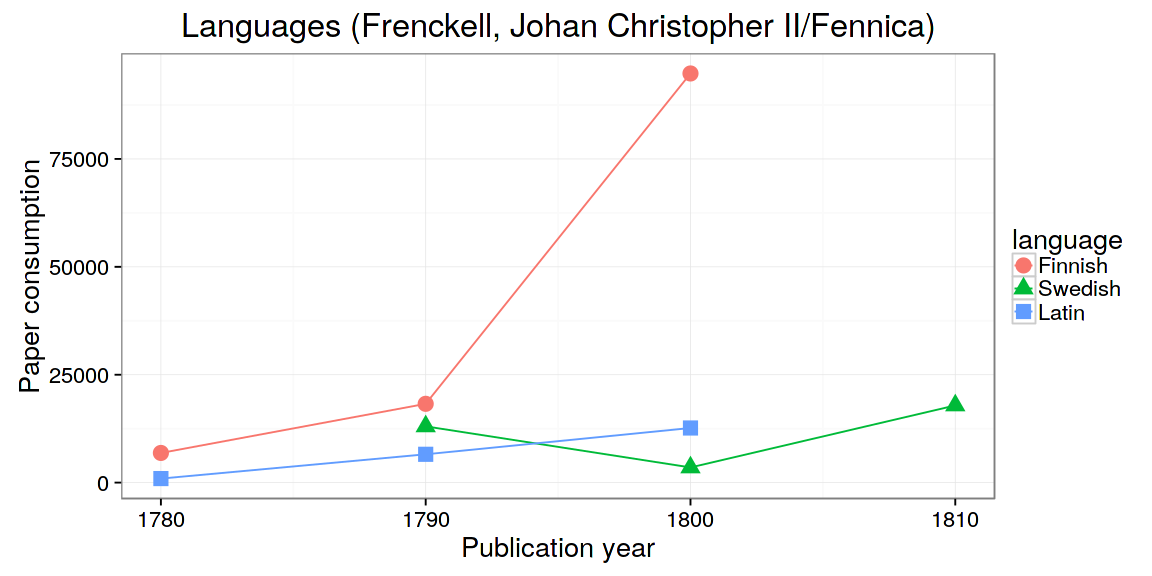 Languages (Frenckell, Johan Christopher II/Fennica)
Paper consumption
75000
50000
25000
0
1780 1790 1800 1810
Publication year
language
Finnish
Swedish
Latin